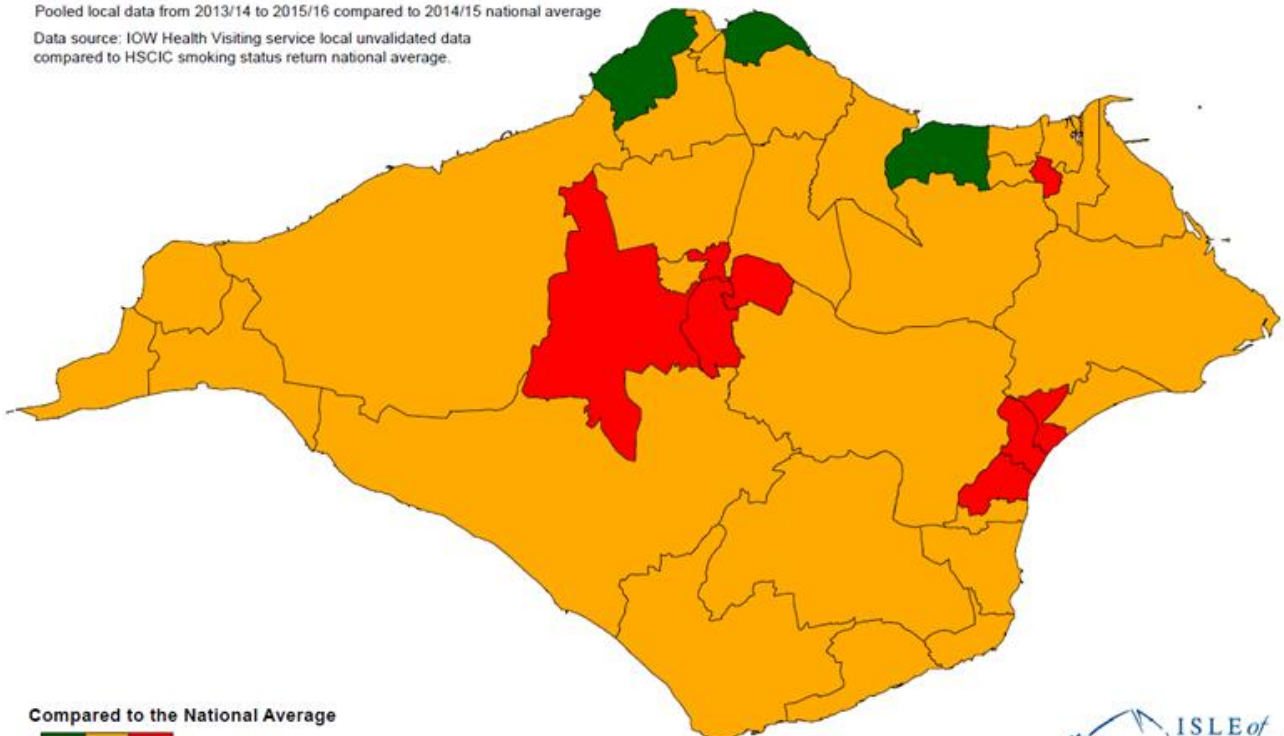 Pooled local data from 2013/14 to 2015/16 compared to 2014/15 national average
Data source: IOW Health Visiting service local unvalidated data
compared to HSCIC smoking status return national average.
Compared to the National Average
ISLE of